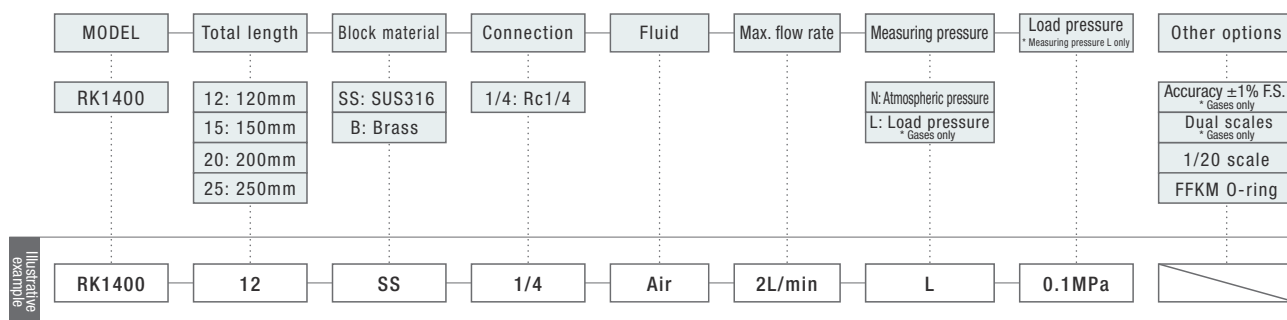 MODEL
Total length
Block material
Connection
Fluid
Max. flow rate
Measuring pressure
Load pressure
* Measuring pressure L only
Other options
RK1400
12: 120mm
15: 150mm
20: 200mm
25: 250mm
SS: SUS316
B: Brass
1/4: Rc1/4
N: Atmospheric pressure
L: Load pressure
* Gases only
Accuracy ±1% F.S.
* Gases only
Dual scales
* Gases only
1/20 scale
FFKM O-ring
Illustrative
example
RK1400
12
SS
1/4
Air
2L/min
L
0.1MPa